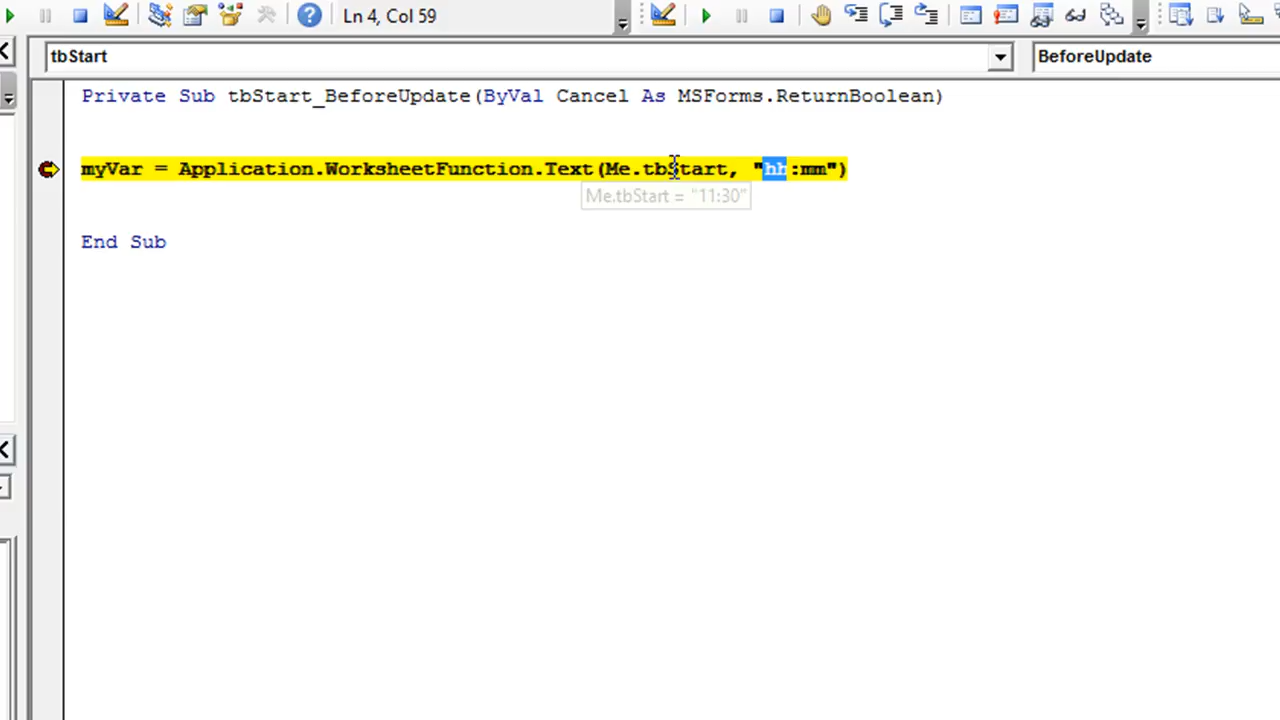 Ln 4, Col 59
tbStart
BeforeUpdate
Private Sub tbStart_BeforeUpdate(ByVal Cancel As MSForms.ReturnBoolean)
myVar = Application.WorksheetFunction.Text(Me.tbStart, "hh:mm")
Me.tbStart = "11:30"
End Sub